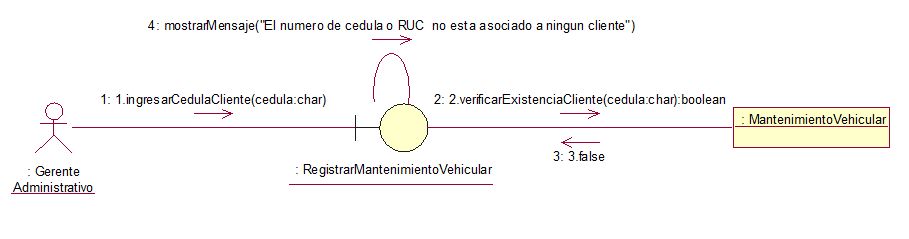 4: mostrarMensaje("El numero de cedula o RUC  no esta asociado a ningun cliente")
1: 1.ingresarCedulaCliente(cedula:char)
2: 2.verificarExistenciaCliente(cedula:char):boolean
: MantenimientoVehicular
3: 3.false
: Gerente
Administrativo
: RegistrarMantenimientoVehicular